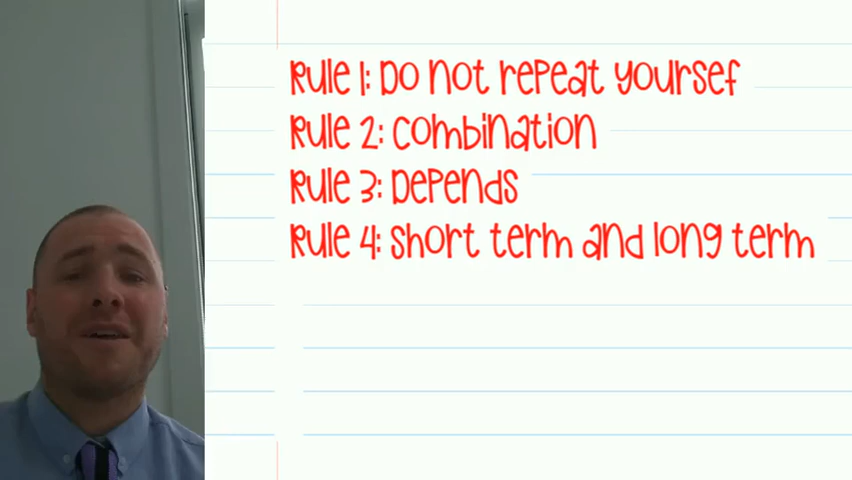 Rule 1: Do not repeat yoursef
Rule 2: Combination
Rule 3: Depends
Rule 4: Short term and long term